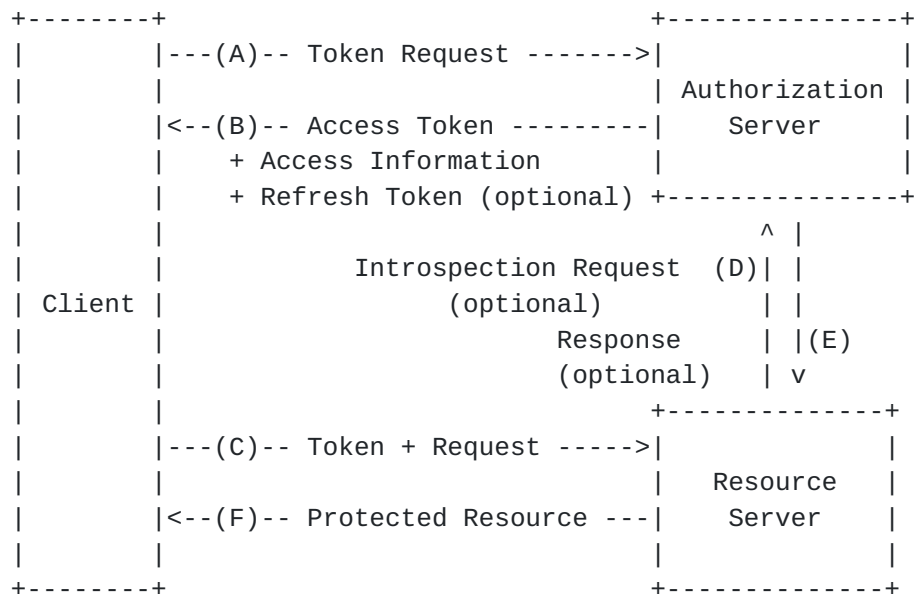 +--------+                               +---------------+
|        |---(A)-- Token Request ------->|               |
|        |                               | Authorization |
|        |<--(B)-- Access Token ---------|    Server     |
|        |    + Access Information       |               |
|        |    + Refresh Token (optional) +---------------+
|        |                                      ^ |
|        |            Introspection Request  (D)| |
| Client |                  (optional)          | |
|        |                         Response     | |(E)
|        |                         (optional)   | v
|        |                               +--------------+
|        |---(C)-- Token + Request ----->|              |
|        |                               |   Resource   |
|        |<--(F)-- Protected Resource ---|    Server    |
|        |                               |              |
+--------+                               +--------------+